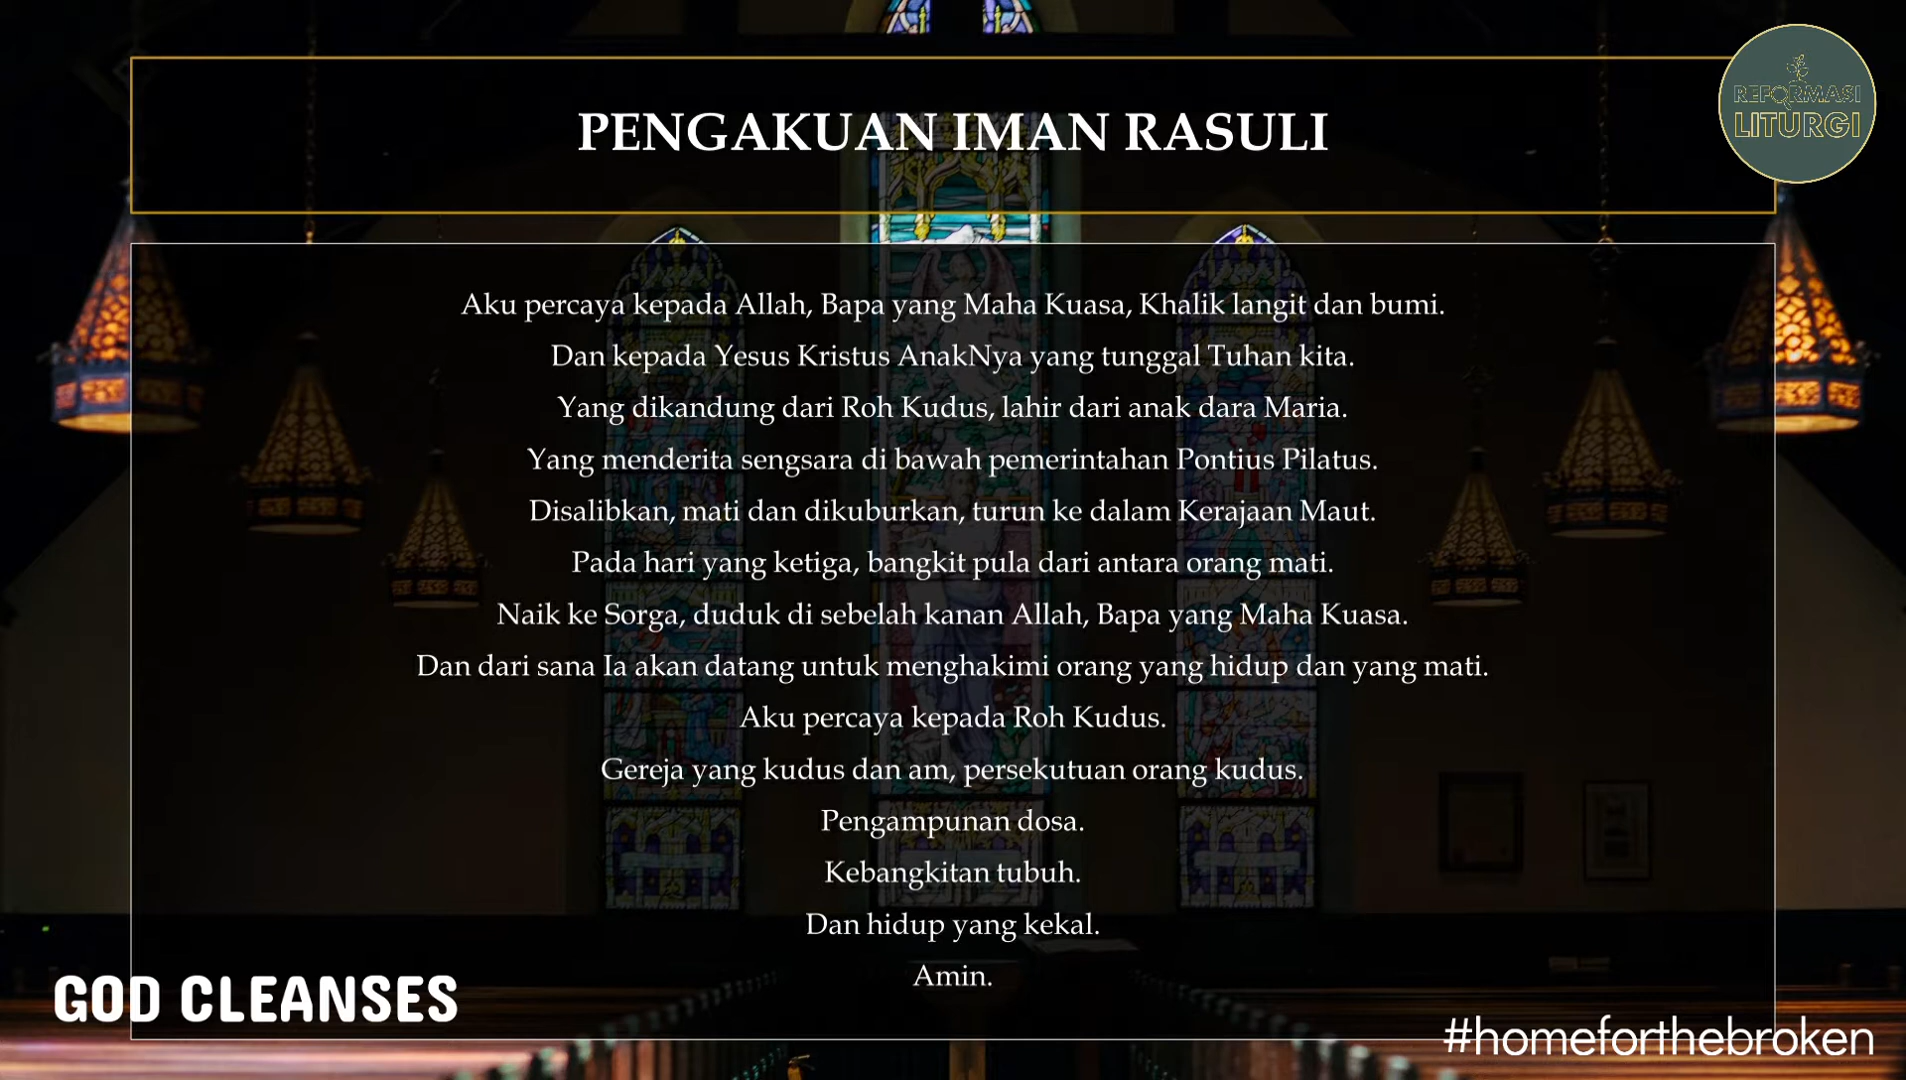 PENGAKUAN IMAN RASULI
REFORMASI
LITURGI
Aku percaya kepada Allah, Bapa yang Maha Kuasa, Khalik langit dan bumi.
Dan kepada Yesus Kristus AnakNya yang tunggal Tuhan kita.
Yang dikandung dari Roh Kudus, lahir dari anak dara Maria.
Yang menderita sengsara di bawah pemerintahan Pontius Pilatus.
Disalibkan, mati dan dikuburkan, turun ke dalam Kerajaan Maut.
Pada hari yang ketiga, bangkit pula dari antara orang mati.
Naik ke Sorga, duduk di sebelah kanan Allah, Bapa yang Maha Kuasa.
Dan dari sana Ia akan datang untuk menghakimi orang yang hidup dan yang mati.
Aku percaya kepada Roh Kudus.
Gereja yang kudus dan am, persekutuan orang kudus.
Pengampunan dosa.
Kebangkitan tubuh.
Dan hidup yang kekal.
Amin.
GOD CLEANSES
#homeforthebroken